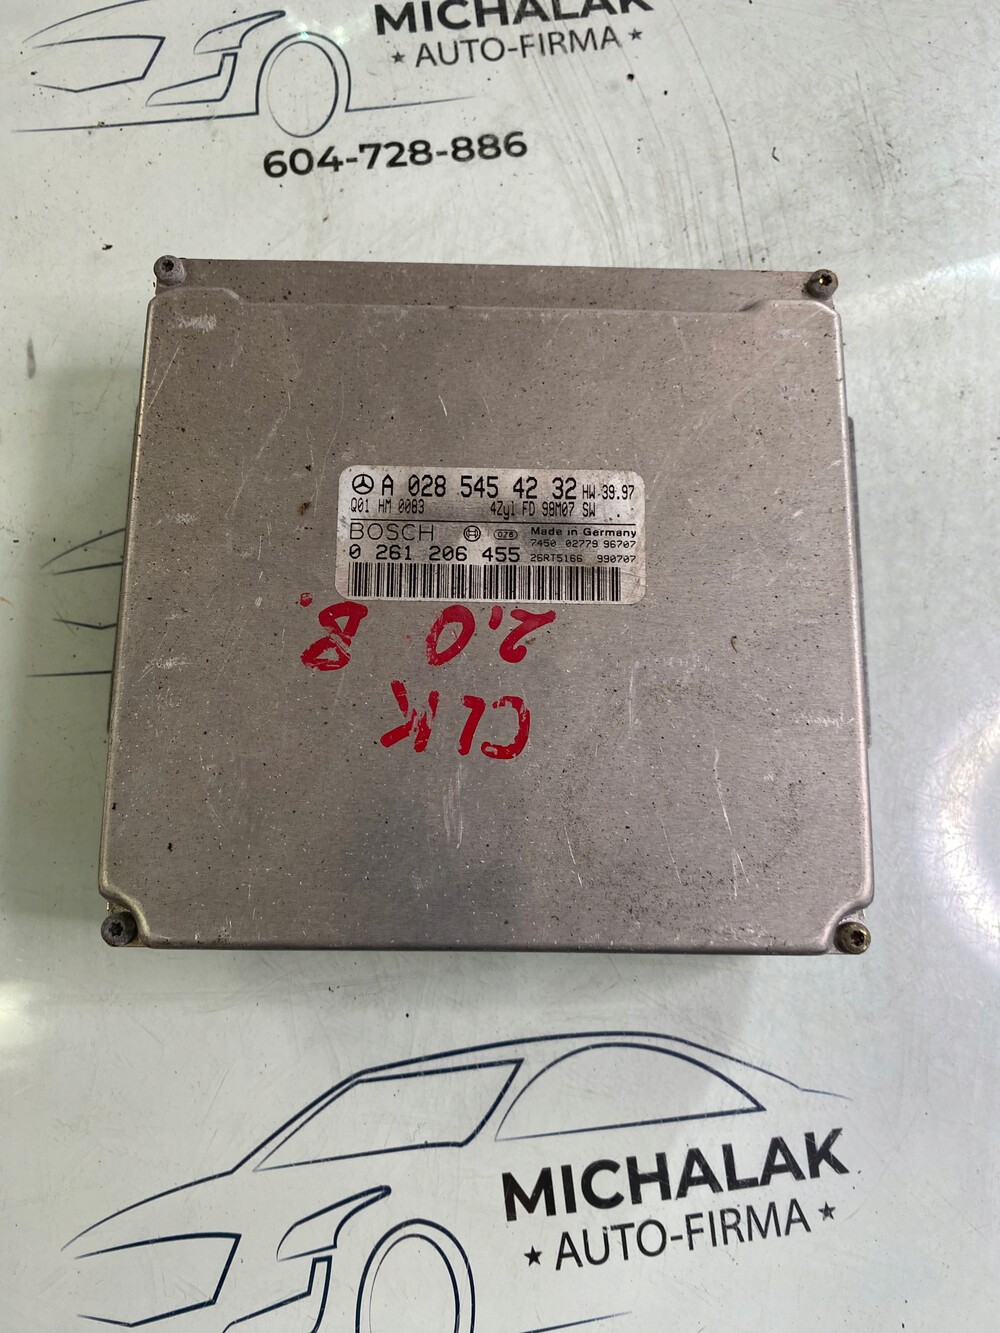 MICHALAK
★ AUTO-FIRMA ★
604-728-886
A 028 545 42 32 HW 39.97
Q01 HM 0083 4Zyl FD 98M07 SW . .
BOSCH 026 Made in Germany
7450 02779 96707
0 261 206 455 26RT5166 990707
2.0 B.
CLK
MICHALAK
★ AUTO-FIRMA ★